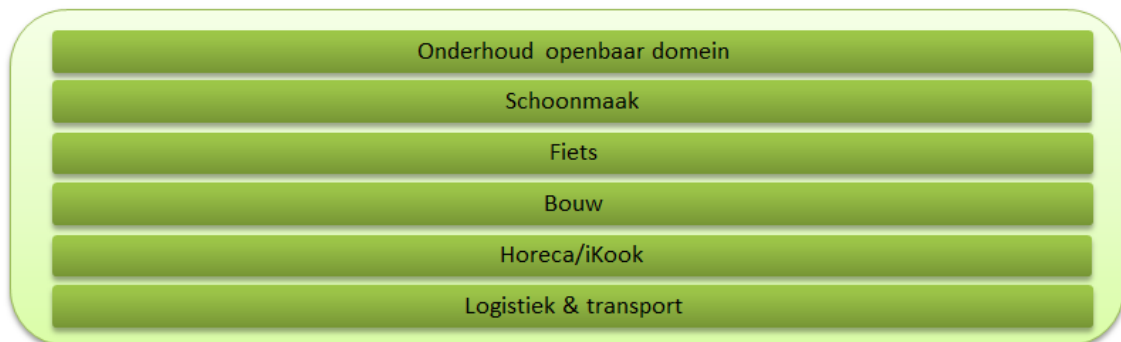 Onderhoud openbaar domein
Schoonmaak
Fiets
Bouw
Horeca/iKook
Logistiek & transport